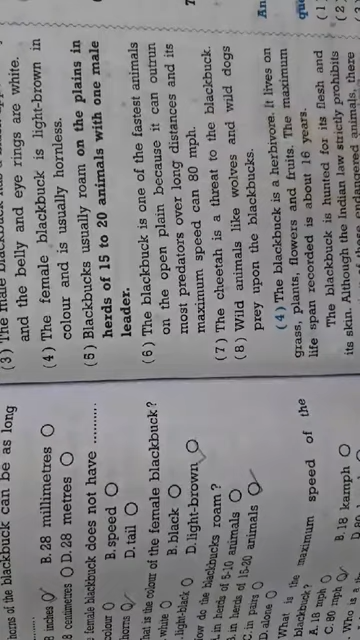 An
que
(1)
(2)
(3) The male blackbuck has a
and the belly and eye rings are white.
(4) The female blackbuck is light-brown in
colour and is usually hornless.
(5) Blackbucks usually roam on the plains in
herds of 15 to 20 animals with one male
leader.
(6) The blackbuck is one of the fastest animals
on the open plain because it can outrun
most predators over long distances and its
maximum speed can 80 mph.
(7) The cheetah is a threat to the blackbuck.
(8) Wild animals like wolves and wild dogs
prey upon the blackbucks.
(4) The blackbuck is a herbivore. It lives on
grass, plants, flowers and fruits. The maximum
life span recorded is about 16 years.
The blackbuck is hunted for its flesh and
its skin. Although the Indian law strictly prohibits
endangered animals, there
horns of the blackbuck can be as long
8 inches B. 28 millimetres
8 centimetres D. 28 metres
female blackbuck does not have ..........
colour B. speed
horns D. tail
hat is the colour of the female blackbuck?
white B. black
light-black D. light-brown
ow do the blackbucks roam?
in herds of 5-10 animals
in herds of 15-20 animals
C. in pairs
alone
What is the maximum speed of the
blackbuck?
18 mph B. 18 kamph
C. 80 mph